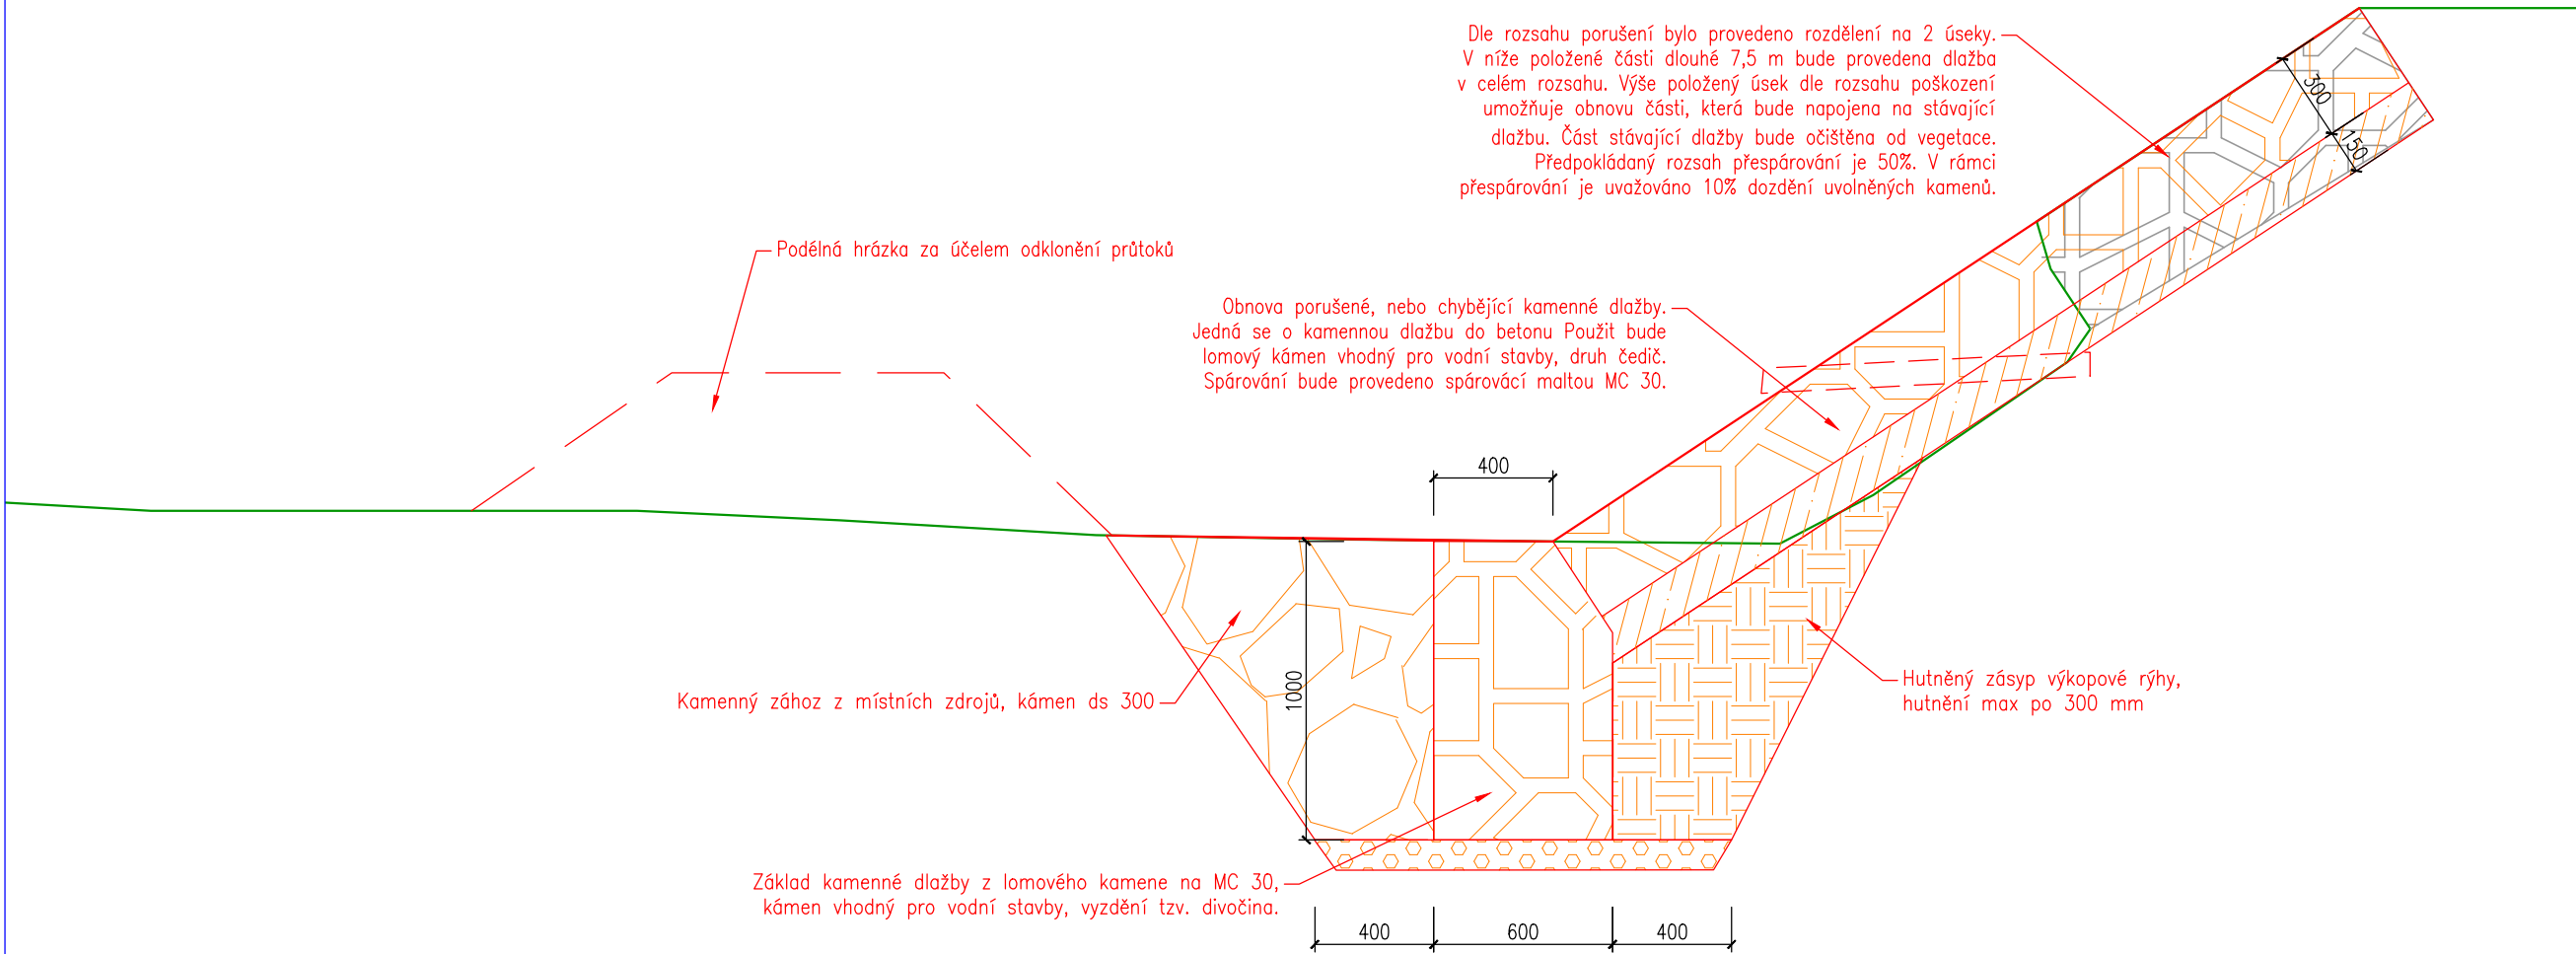 Dle rozsahu porušení bylo provedeno rozdělení na 2 úseky.
V níže položené části dlouhé 7,5 m bude provedena dlažba
v celém rozsahu. Výše položený úsek dle rozsahu poškození
umožňuje obnovu části, která bude napojena na stávající
dlažbu. Část stávající dlažby bude očištěna od vegetace.
Předpokládaný rozsah přespárování je 50%. V rámci
přespárování je uvažováno 10% dozdění uvolněných kamenů.
300
150
Podélná hrázka za účelem odklonění průtoků
Obnova porušené, nebo chybějící kamenné dlažby.
Jedná se o kamennou dlažbu do betonu Použit bude
lomový kámen vhodný pro vodní stavby, druh čedič.
Spárování bude provedeno spárovácí maltou MC 30.
400
1000
Kamenný zához z místních zdrojů, kámen ds 300
Hutněný zásyp výkopové rýhy,
hutnění max po 300 mm
Základ kamenné dlažby z lomového kamene na MC 30,
kámen vhodný pro vodní stavby, vyzdění tzv. divočina.
400
600
400